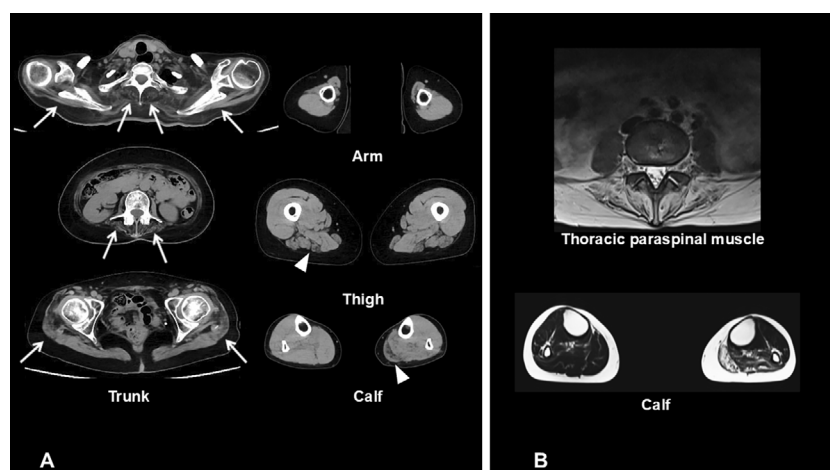 Arm
Thoracic paraspinal muscle
Thigh
Trunk
Calf
Calf
A
B